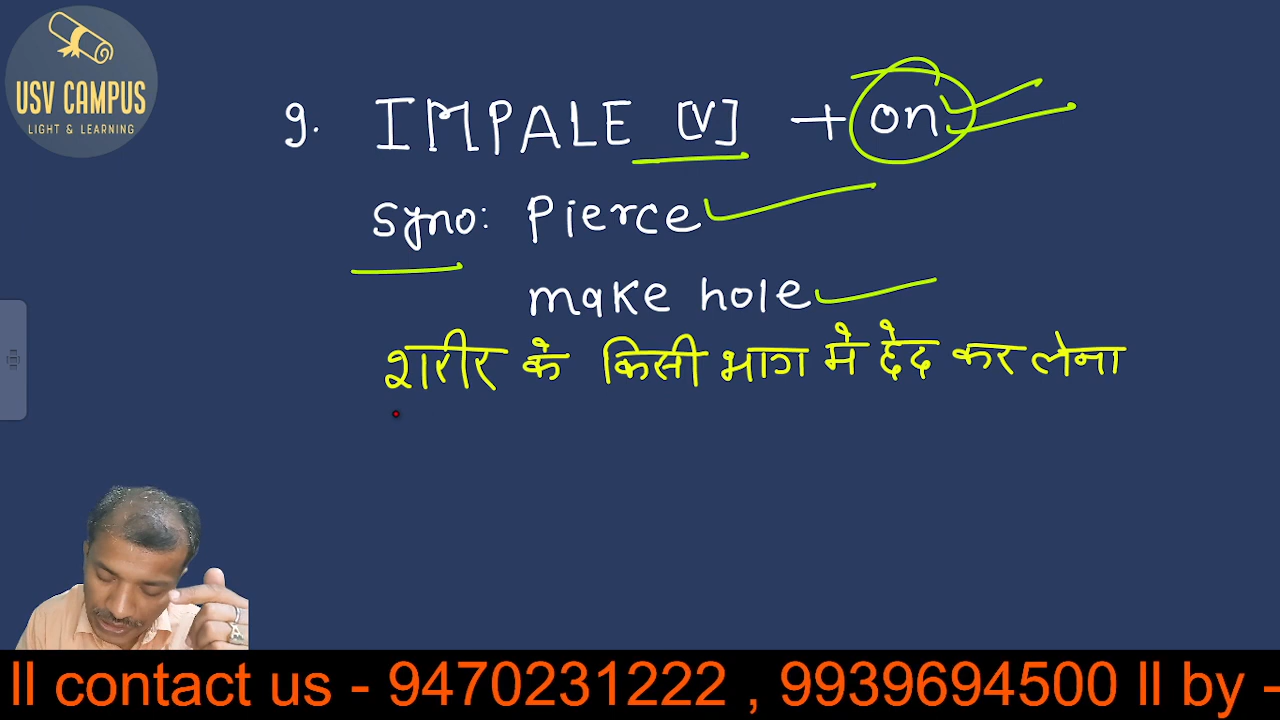 USV CAMPUS
LIGHT & LEARNING
9. IMPALE [V] + on
Syno: Pierce
make hole
शरीर के किसी भाग मे छेद कर लेना
ll contact us - 9470231222 , 9939694500 ll by -